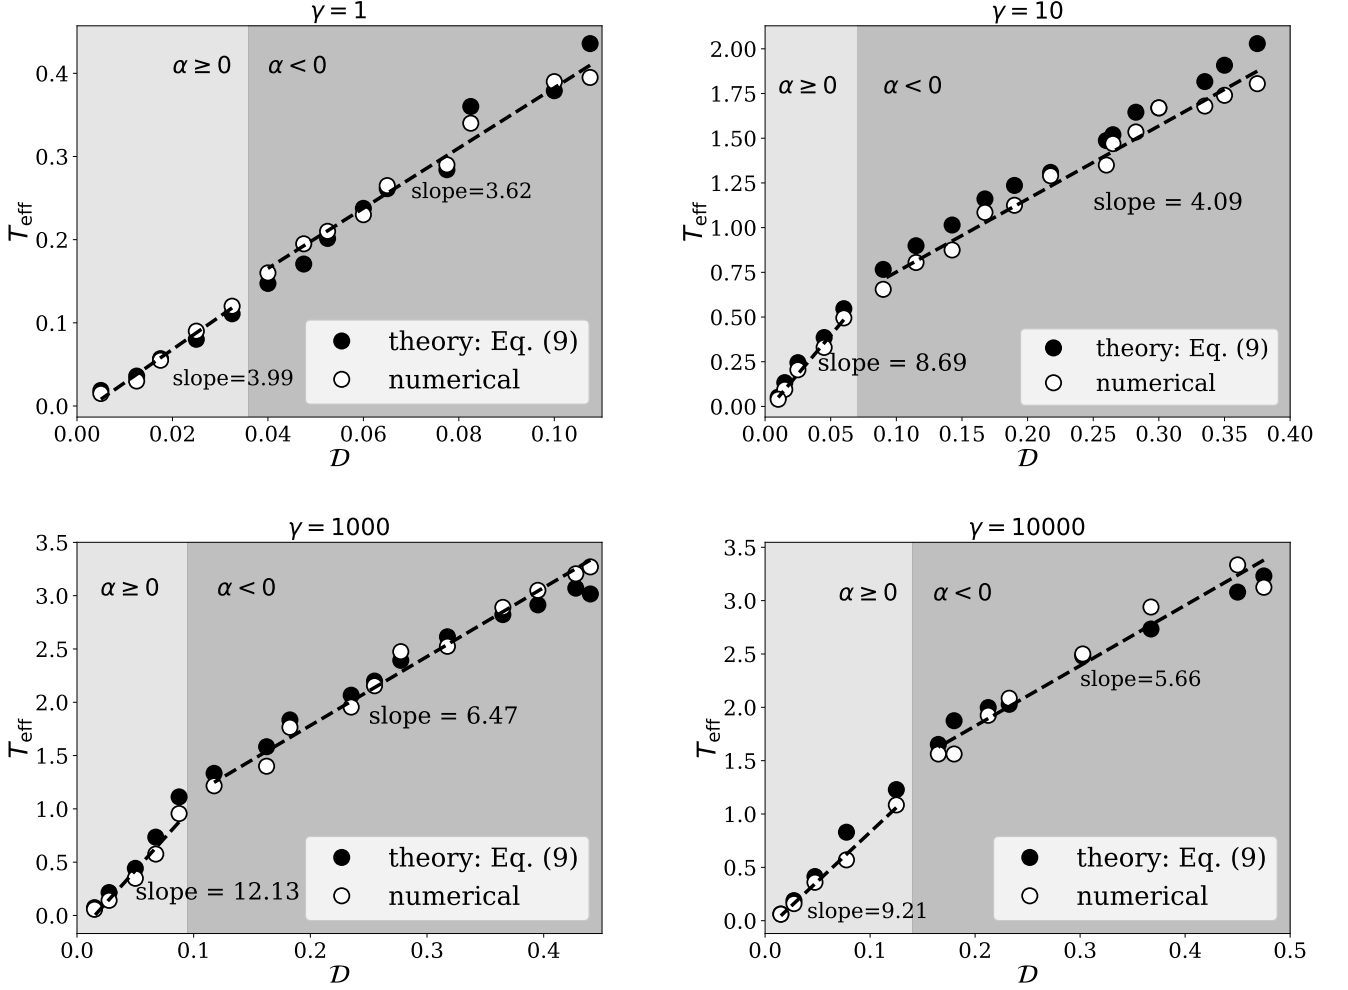 γ = 1
α ≥ 0
α < 0
T_eff
0.4
0.3
0.2
0.1
0.0
slope=3.62
slope=3.99
theory: Eq. (9)
numerical
0.00 0.02 0.04 0.06 0.08 0.10
𝒟
γ = 10
α ≥ 0
α < 0
T_eff
2.00
1.75
1.50
1.25
1.00
0.75
0.50
0.25
0.00
slope = 4.09
slope = 8.69
theory: Eq. (9)
numerical
0.00 0.05 0.10 0.15 0.20 0.25 0.30 0.35 0.40
𝒟
γ = 1000
α ≥ 0
α < 0
T_eff
3.5
3.0
2.5
2.0
1.5
1.0
0.5
0.0
slope = 6.47
slope = 12.13
theory: Eq. (9)
numerical
0.0 0.1 0.2 0.3 0.4
𝒟
γ = 10000
α ≥ 0
α < 0
T_eff
3.5
3.0
2.5
2.0
1.5
1.0
0.5
0.0
slope=5.66
slope=9.21
theory: Eq. (9)
numerical
0.0 0.1 0.2 0.3 0.4 0.5
𝒟